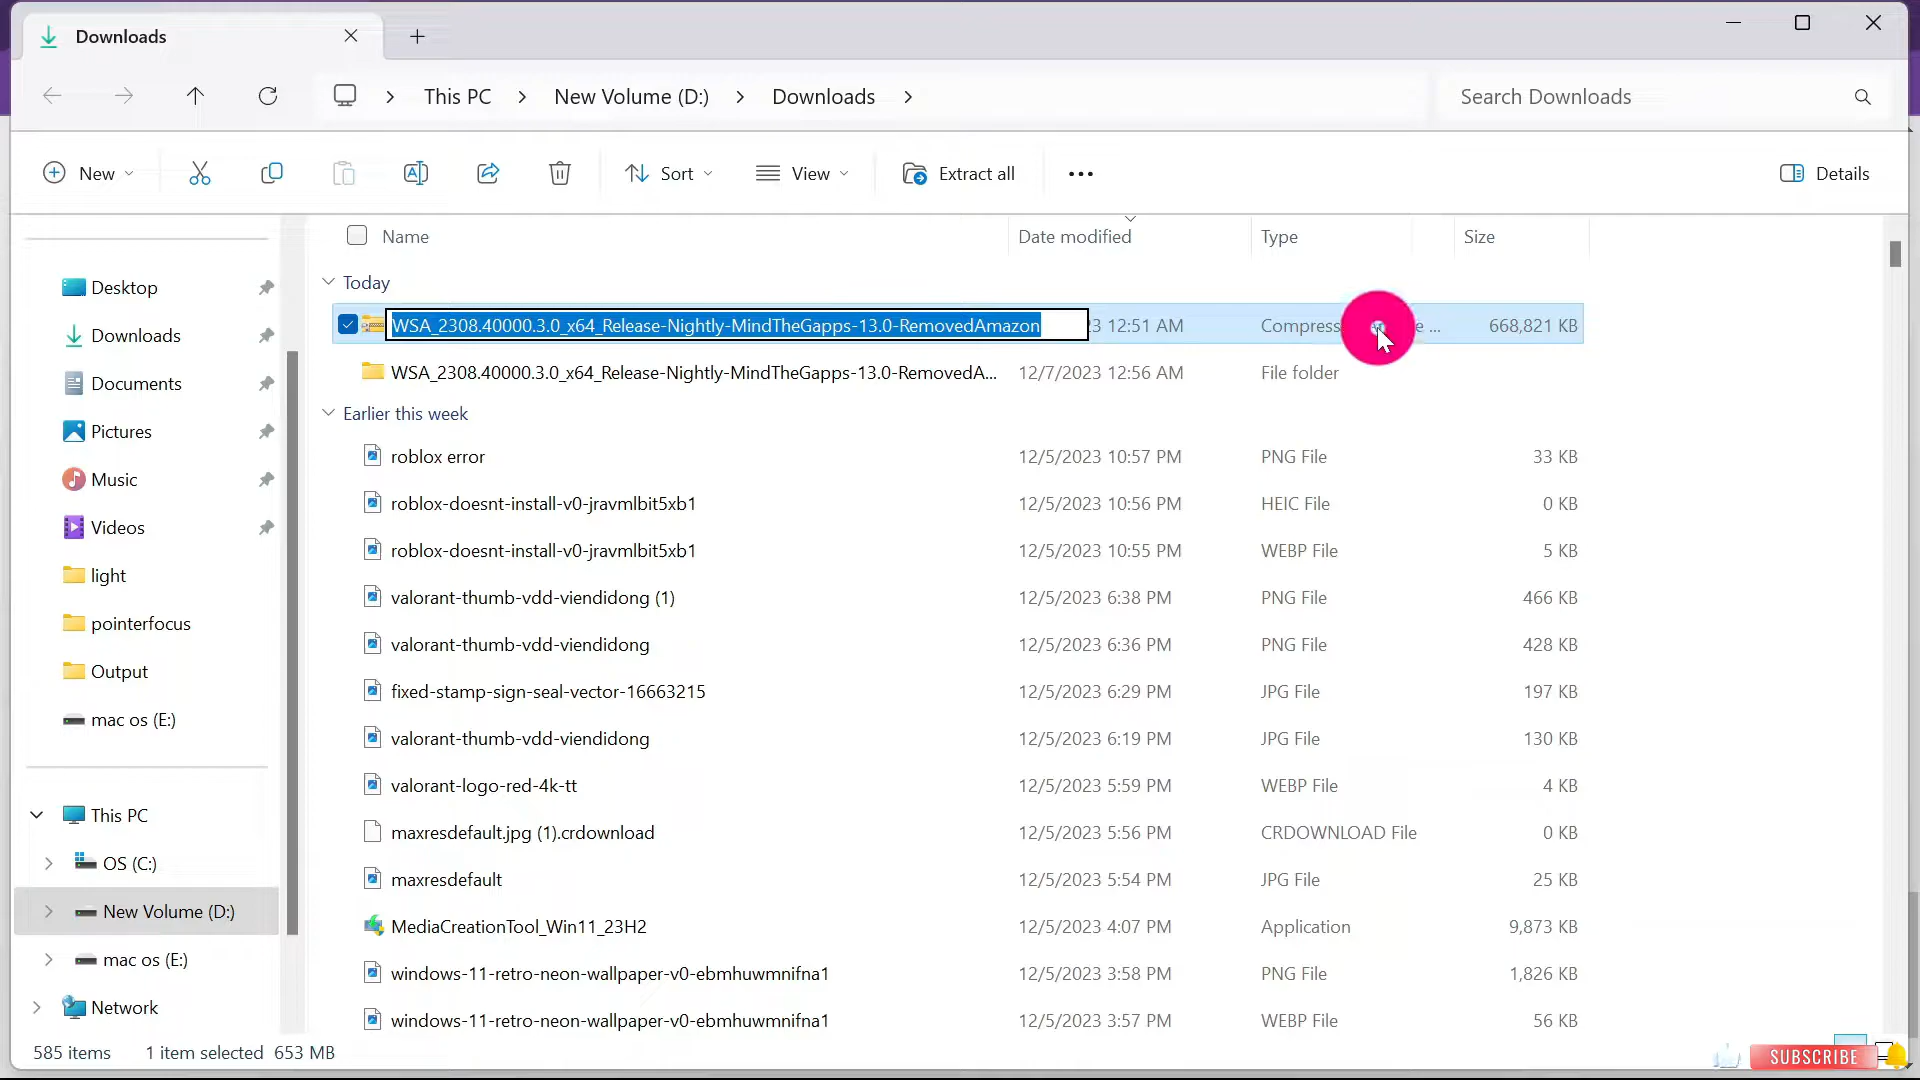 Downloads
This PC
New Volume (D:)
Downloads
Search Downloads
New
Sort
View
Extract all
Details
Name
Date modified
Type
Size
Today
WSA_2308.40000.3.0_x64_Release-Nightly-MindTheGapps-13.0-RemovedAmazon 3 12:51 AM Compress e ... 668,821 KB
WSA_2308.40000.3.0_x64_Release-Nightly-MindTheGapps-13.0-RemovedA... 12/7/2023 12:56 AM File folder
Earlier this week
roblox error 12/5/2023 10:57 PM PNG File 33 KB
roblox-doesnt-install-v0-jravmlbit5xb1 12/5/2023 10:56 PM HEIC File 0 KB
roblox-doesnt-install-v0-jravmlbit5xb1 12/5/2023 10:55 PM WEBP File 5 KB
valorant-thumb-vdd-viendidong (1) 12/5/2023 6:38 PM PNG File 466 KB
valorant-thumb-vdd-viendidong 12/5/2023 6:36 PM PNG File 428 KB
fixed-stamp-sign-seal-vector-16663215 12/5/2023 6:29 PM JPG File 197 KB
valorant-thumb-vdd-viendidong 12/5/2023 6:19 PM JPG File 130 KB
valorant-logo-red-4k-tt 12/5/2023 5:59 PM WEBP File 4 KB
maxresdefault.jpg (1).crdownload 12/5/2023 5:56 PM CRDOWNLOAD File 0 KB
maxresdefault 12/5/2023 5:54 PM JPG File 25 KB
MediaCreationTool_Win11_23H2 12/5/2023 4:07 PM Application 9,873 KB
windows-11-retro-neon-wallpaper-v0-ebmhuwmnifna1 12/5/2023 3:58 PM PNG File 1,826 KB
windows-11-retro-neon-wallpaper-v0-ebmhuwmnifna1 12/5/2023 3:57 PM WEBP File 56 KB
Desktop
Downloads
Documents
Pictures
Music
Videos
light
pointerfocus
Output
mac os (E:)
This PC
OS (C:)
New Volume (D:)
mac os (E:)
Network
585 items
1 item selected 653 MB
SUBSCRIBE